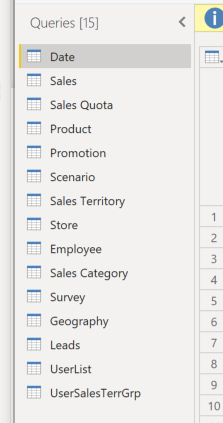 Queries [15]
Date
Sales
Sales Quota
Product
Promotion
Scenario
Sales Territory
Store
Employee
Sales Category
Survey
Geography
Leads
UserList
UserSalesTerrGrp
1
2
3
4
5
6
7
8
9
10